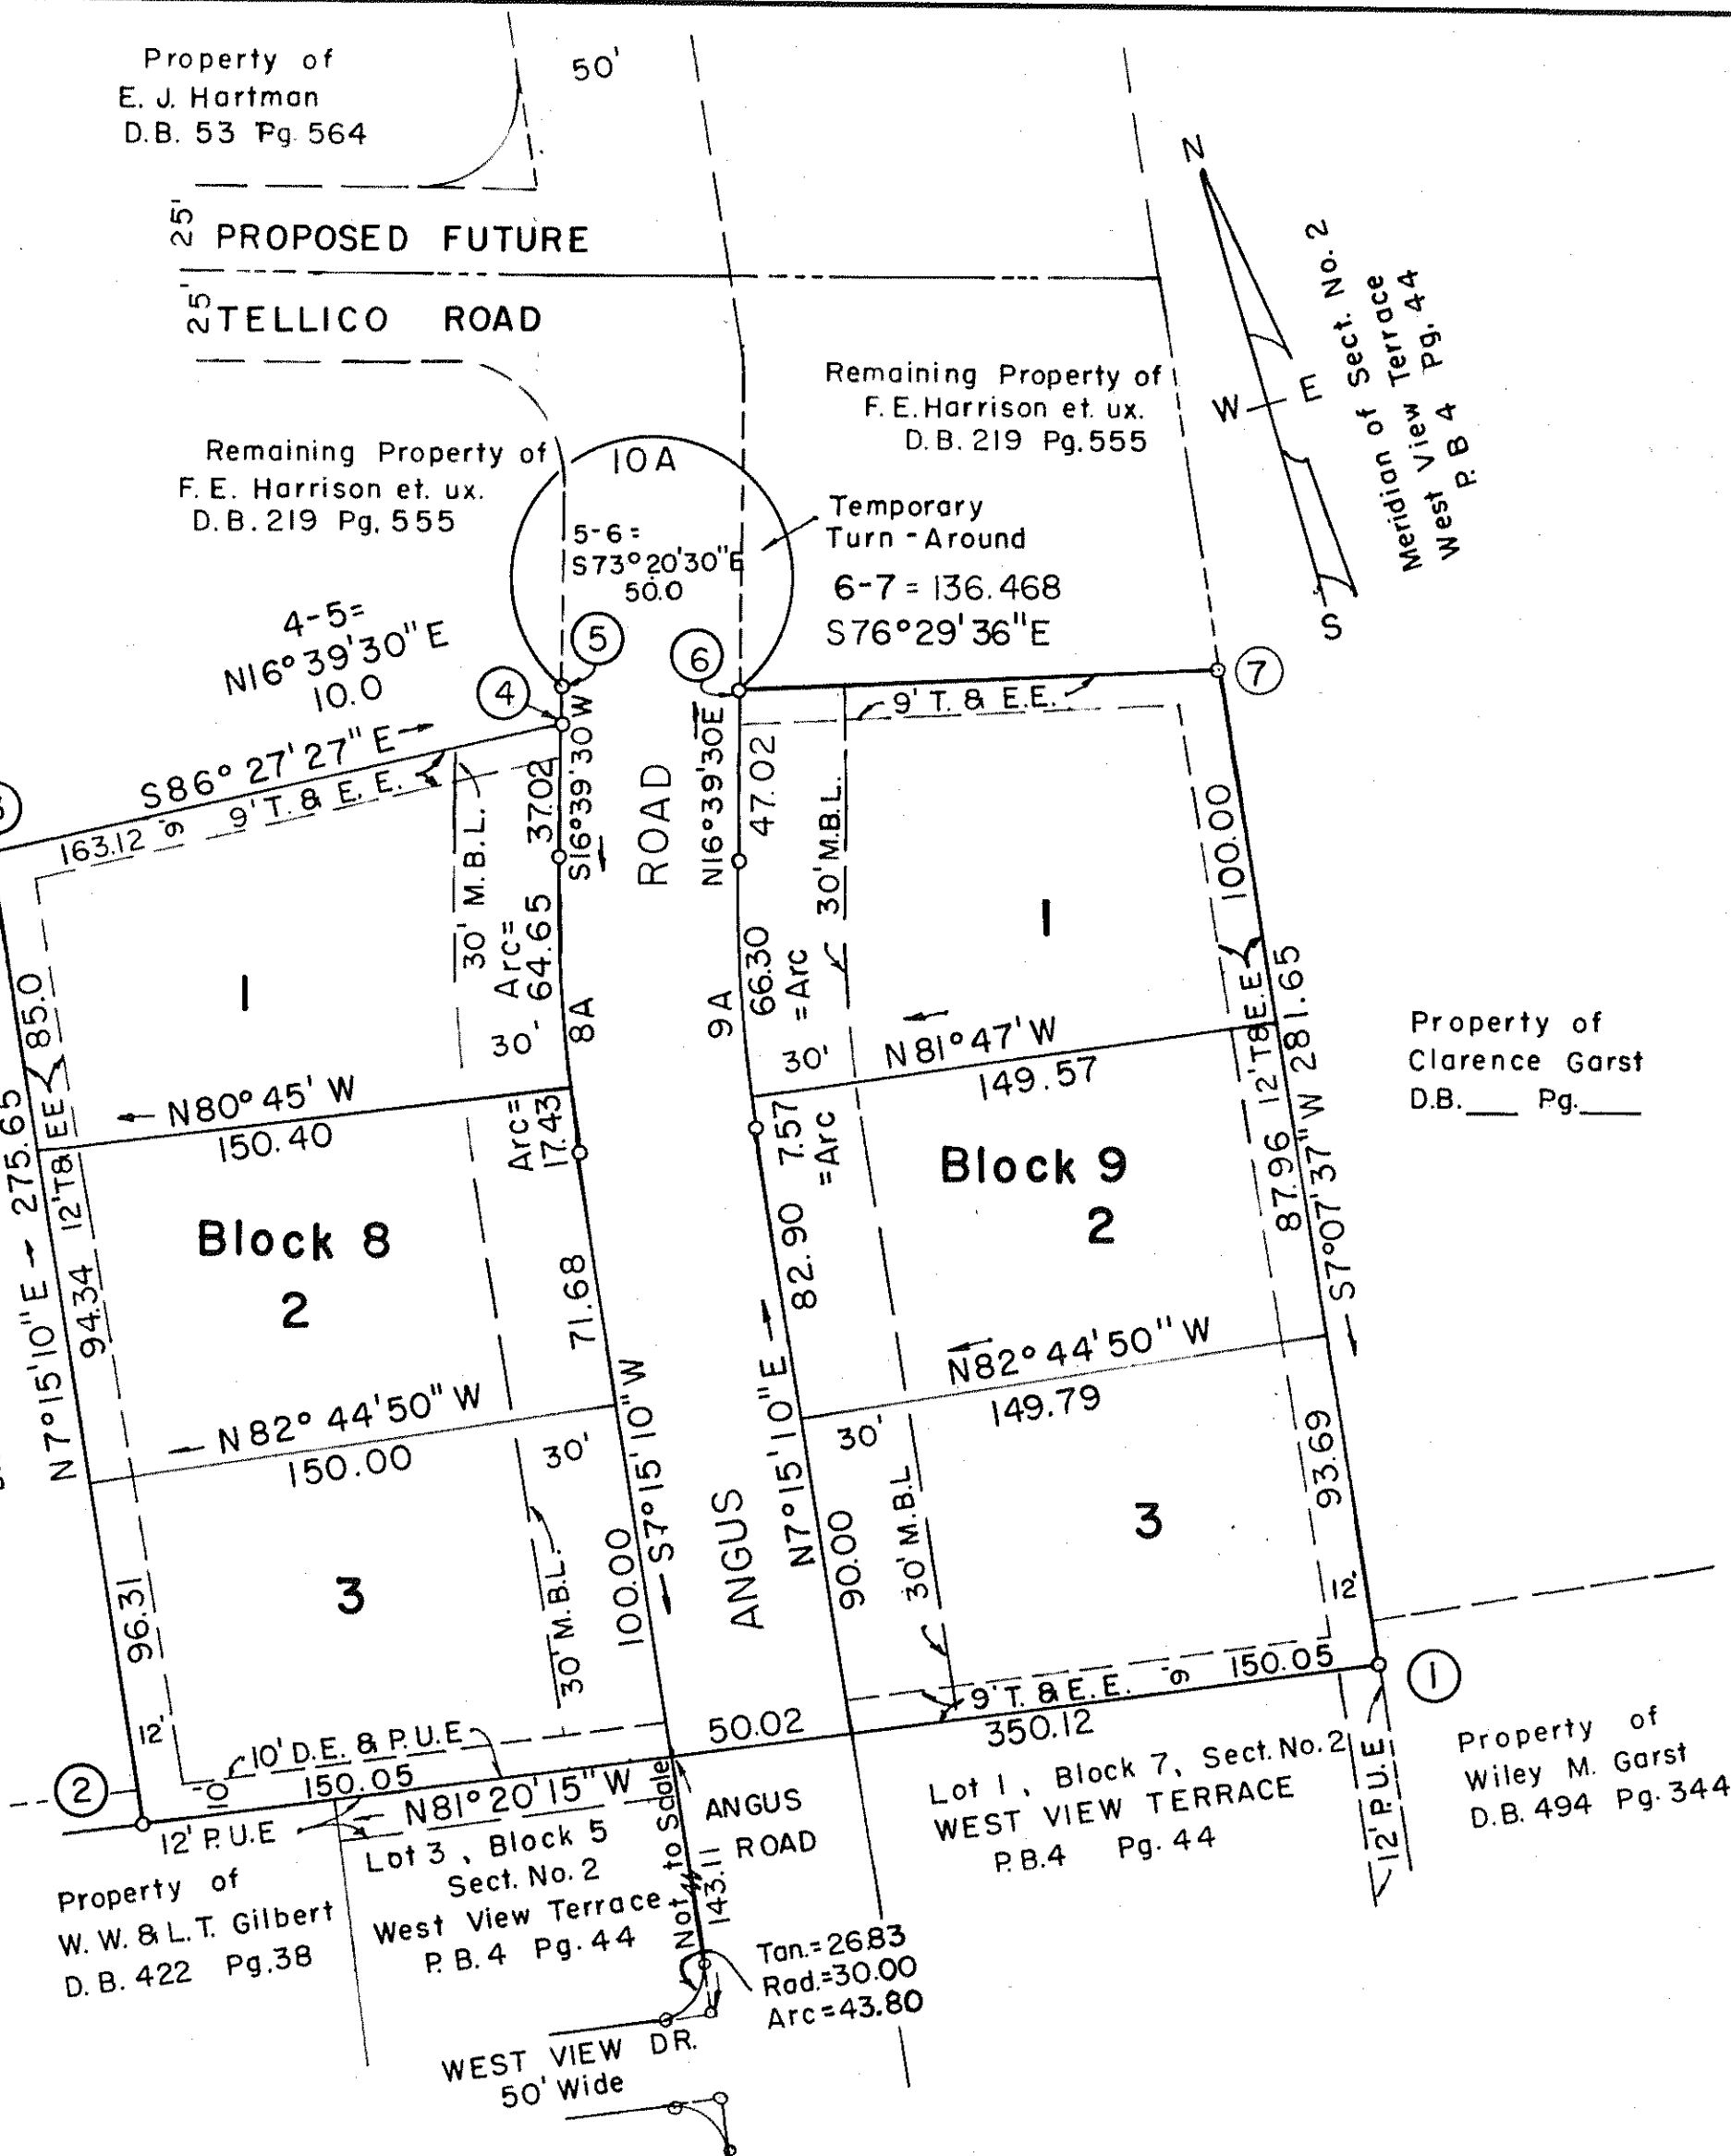 Property of
E. J. Hartman
D.B. 53 Pg. 564
50'
25'
PROPOSED FUTURE
25'
TELLICO ROAD
N
W E
S
Meridian of Sect. No. 2
West View Terrace
P.B 4 Pg. 44
Remaining Property of
F. E. Harrison et. ux.
D.B. 219 Pg. 555
Remaining Property of
F. E. Harrison et. ux.
D.B. 219 Pg. 555
10A
5-6=
S73°20'30"E
50.0
Temporary
Turn-Around
6-7 = 136.468
S76°29'36"E
4-5=
N16°39'30"E
10.0
4
5
6
7
S86°27'27"E
163.12 9' 9' T. & E. E.
9' T. & E.E.
37.02
S16°39'30"W
ROAD
N16°39'30E
47.02
30' M.B.L.
30' M.B.L.
Arc=
64.65
8A
30'
9A
66.30
=Arc
30'
1
1
100.00
85.0
12' T&EE
N80°45' W
150.40
Arc=
17.43
7.57
=Arc
N81°47'W
149.57
12' T&E.E
S7°07'37"W 281.65
Property of
Clarence Garst
D.B.___ Pg.___
N7°15'10"E 275.65
94.34
Block 8
2
71.68
82.90
Block 9
2
87.96
N82°44'50"W
150.00
30'
N82°44'50"W
149.79
30'
S7°15'10"W
N7°15'10"E
100.00
ANGUS
90.00
30' M.B.L.
30' M.B.L
3
3
93.69
96.31
12'
12'
10' D.E. & P.U.E
10'
150.05
N81°20'15"W
50.02
9' T. & E.E. 9' 150.05
350.12
1
2
12' P.U.E
12' P.U.E
Property of
W. W. & L.T. Gilbert
D. B. 422 Pg.38
Lot 3, Block 5
Sect. No. 2
West View Terrace
P. B. 4 Pg. 44
Not to Scale
143.11
ANGUS
ROAD
Lot 1, Block 7, Sect. No. 2
WEST VIEW TERRACE
P.B.4 Pg. 44
Property of
Wiley M. Garst
D.B. 494 Pg. 344
Tan.=26.83
Rad.=30.00
Arc=43.80
WEST VIEW DR.
50' Wide